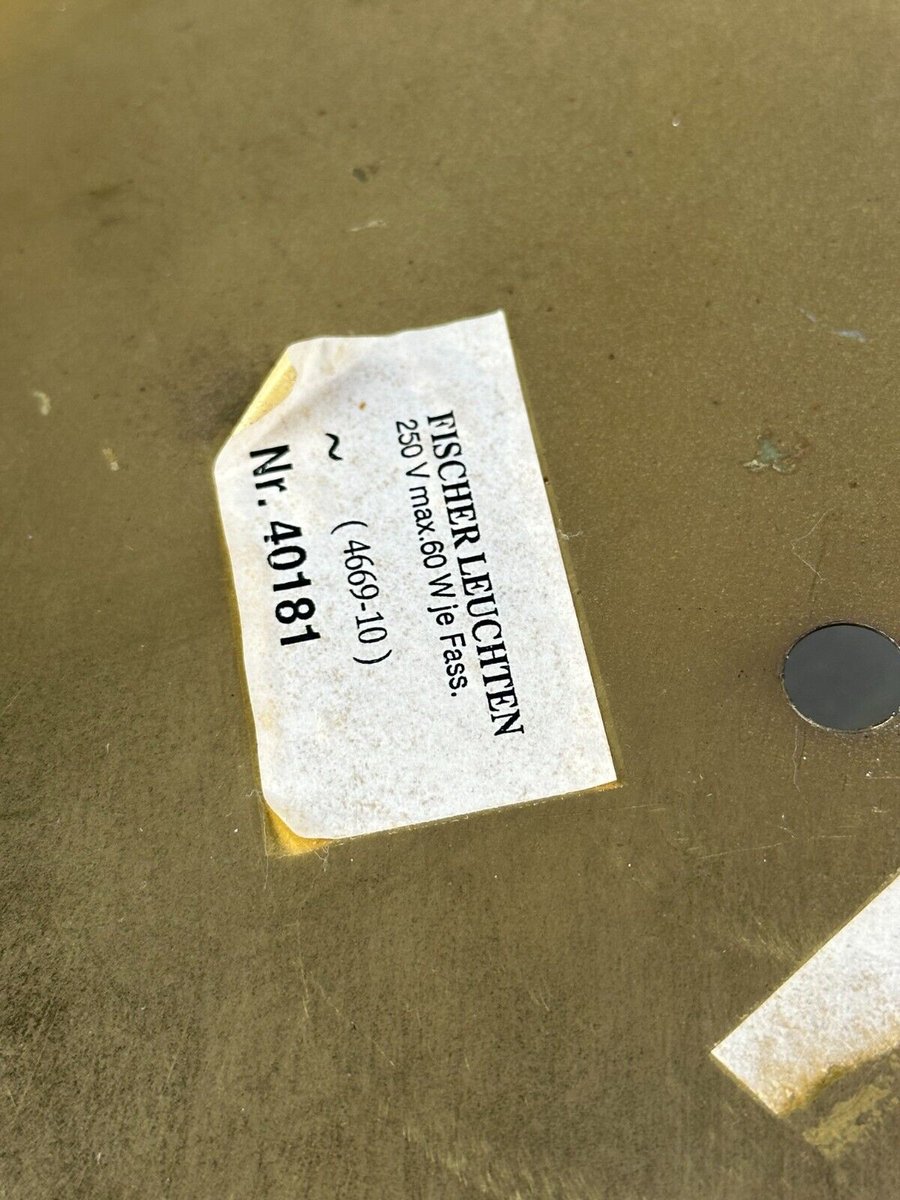 FISCHER LEUCHTEN
250 V max.60 W je Fass.
~ (4669-10)
Nr. 40181